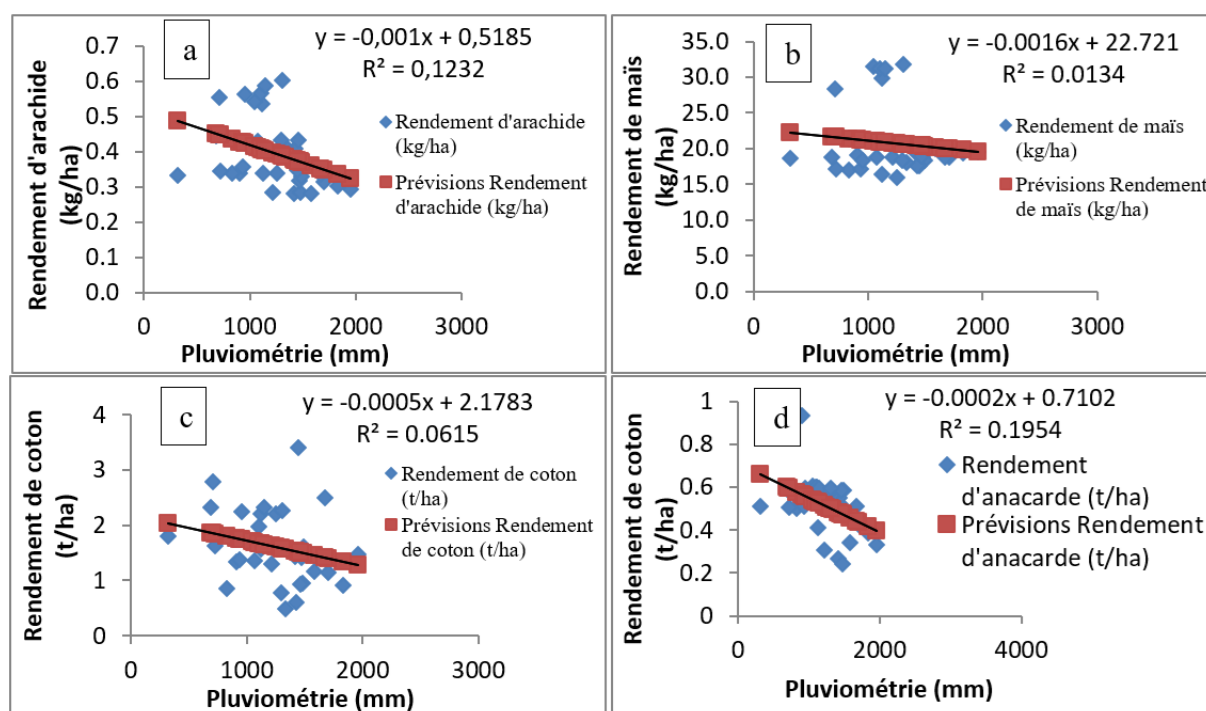 a
y = -0,001x + 0,5185
R² = 0,1232
Rendement d'arachide
(kg/ha)
0.7
0.6
0.5
0.4
0.3
0.2
0.1
0.0
Rendement d'arachide
(kg/ha)
Prévisions Rendement
d'arachide (kg/ha)
0 1000 2000 3000
Pluviométrie (mm)
b
y = -0.0016x + 22.721
R² = 0.0134
Rendement de maïs
(kg/ha)
35.0
30.0
25.0
20.0
15.0
10.0
5.0
0.0
Rendement de maïs
(kg/ha)
Prévisions Rendement
de maïs (kg/ha)
0 1000 2000 3000
Pluviométrie (mm)
c
y = -0.0005x + 2.1783
R² = 0.0615
Rendement de coton
(t/ha)
4
3
2
1
0
Rendement de coton
(t/ha)
Prévisions Rendement
de coton (t/ha)
0 1000 2000 3000
Pluviométrie (mm)
d
y = -0.0002x + 0.7102
R² = 0.1954
Rendement de coton
(t/ha)
1
0.8
0.6
0.4
0.2
0
Rendement
d'anacarde (t/ha)
Prévisions Rendement
d'anacarde (t/ha)
0 2000 4000
Pluviométrie (mm)